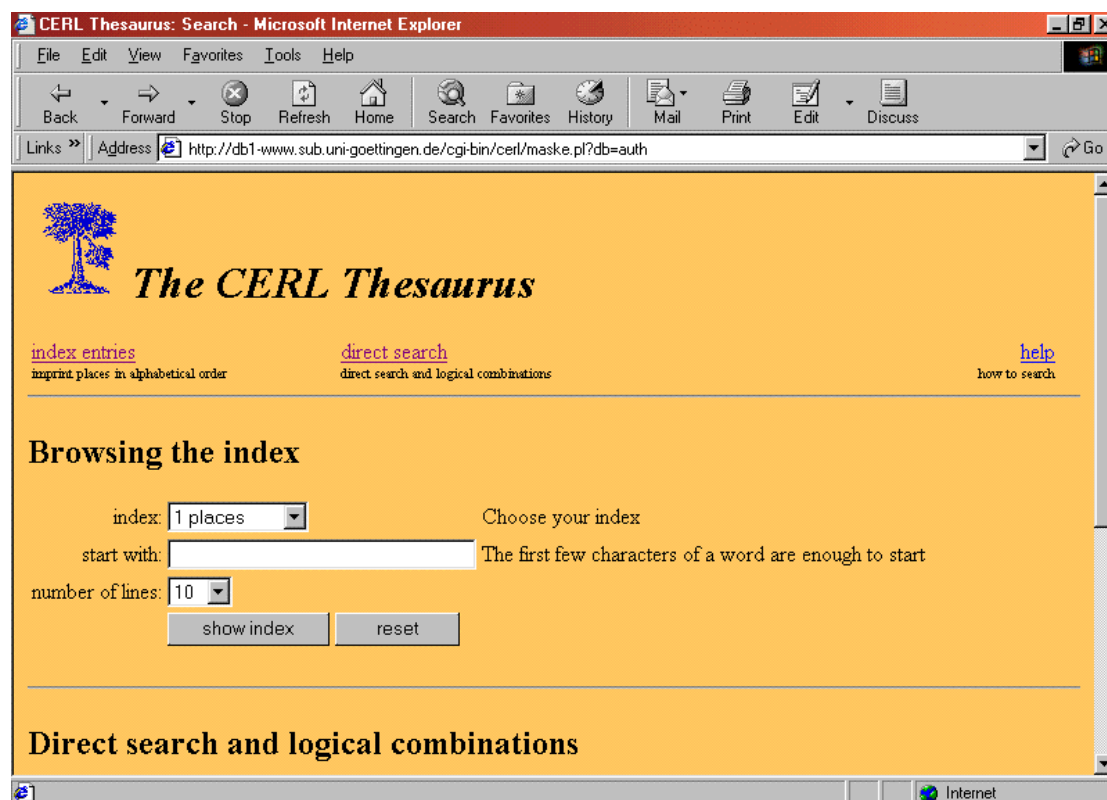 CERL Thesaurus: Search - Microsoft Internet Explorer
File Edit View Favorites Tools Help
Back Forward Stop Refresh Home Search Favorites History Mail Print Edit Discuss
Links » Address http://db1-www.sub.uni-goettingen.de/cgi-bin/cerl/maske.pl?db=auth Go
The CERL Thesaurus
index entries direct search help
imprint places in alphabetical order direct search and logical combinations how to search
Browsing the index
index: 1 places Choose your index
start with: The first few characters of a word are enough to start
number of lines: 10
show index reset
Direct search and logical combinations
Internet